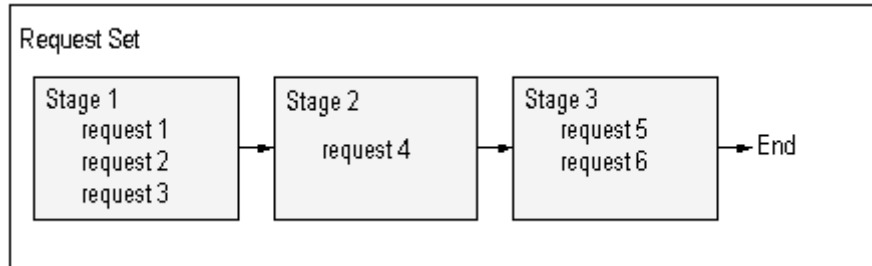 Request Set
Stage 1
request 1
request 2
request 3
Stage 2
request 4
Stage 3
request 5
request 6
End